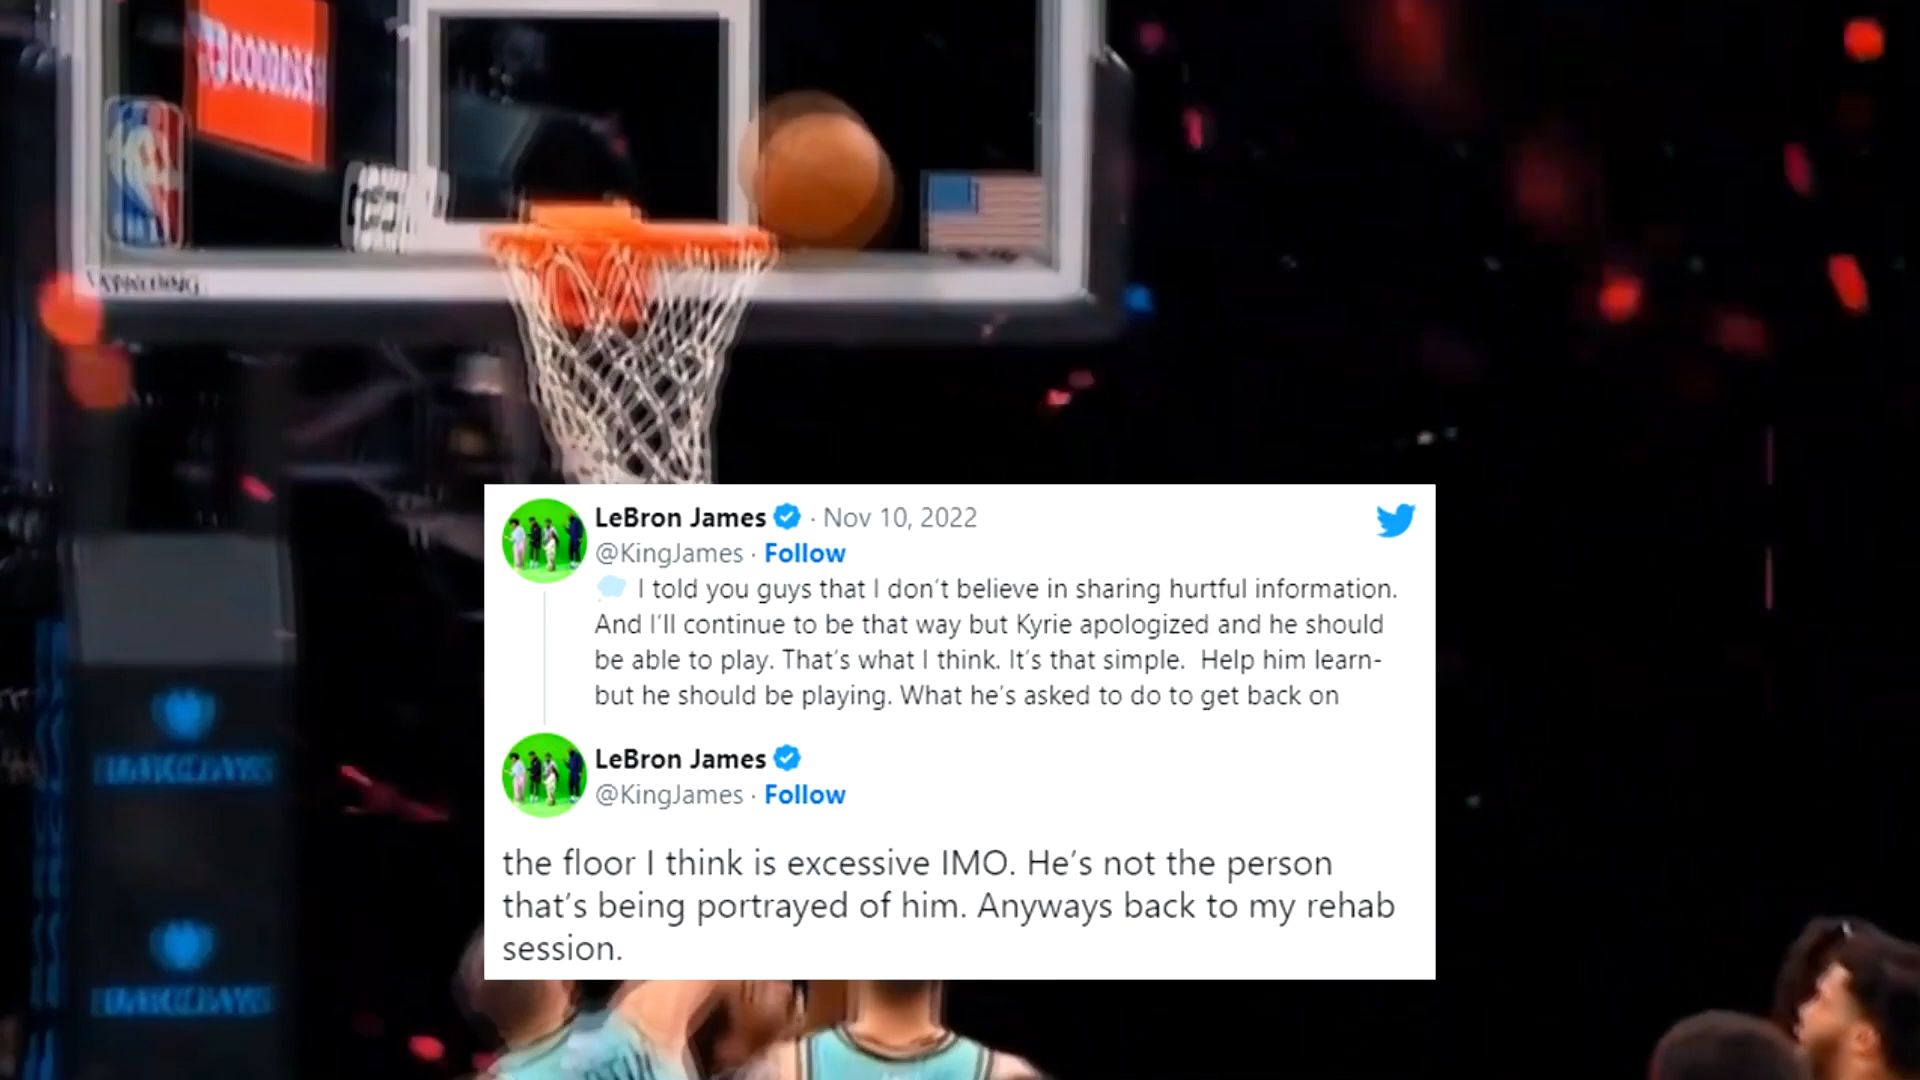 LeBron James · Nov 10, 2022
@KingJames · Follow
I told you guys that I don't believe in sharing hurtful information.
And I'll continue to be that way but Kyrie apologized and he should
be able to play. That's what I think. It's that simple.  Help him learn-
but he should be playing. What he's asked to do to get back on
LeBron James
@KingJames · Follow
the floor I think is excessive IMO. He's not the person
that's being portrayed of him. Anyways back to my rehab
session.